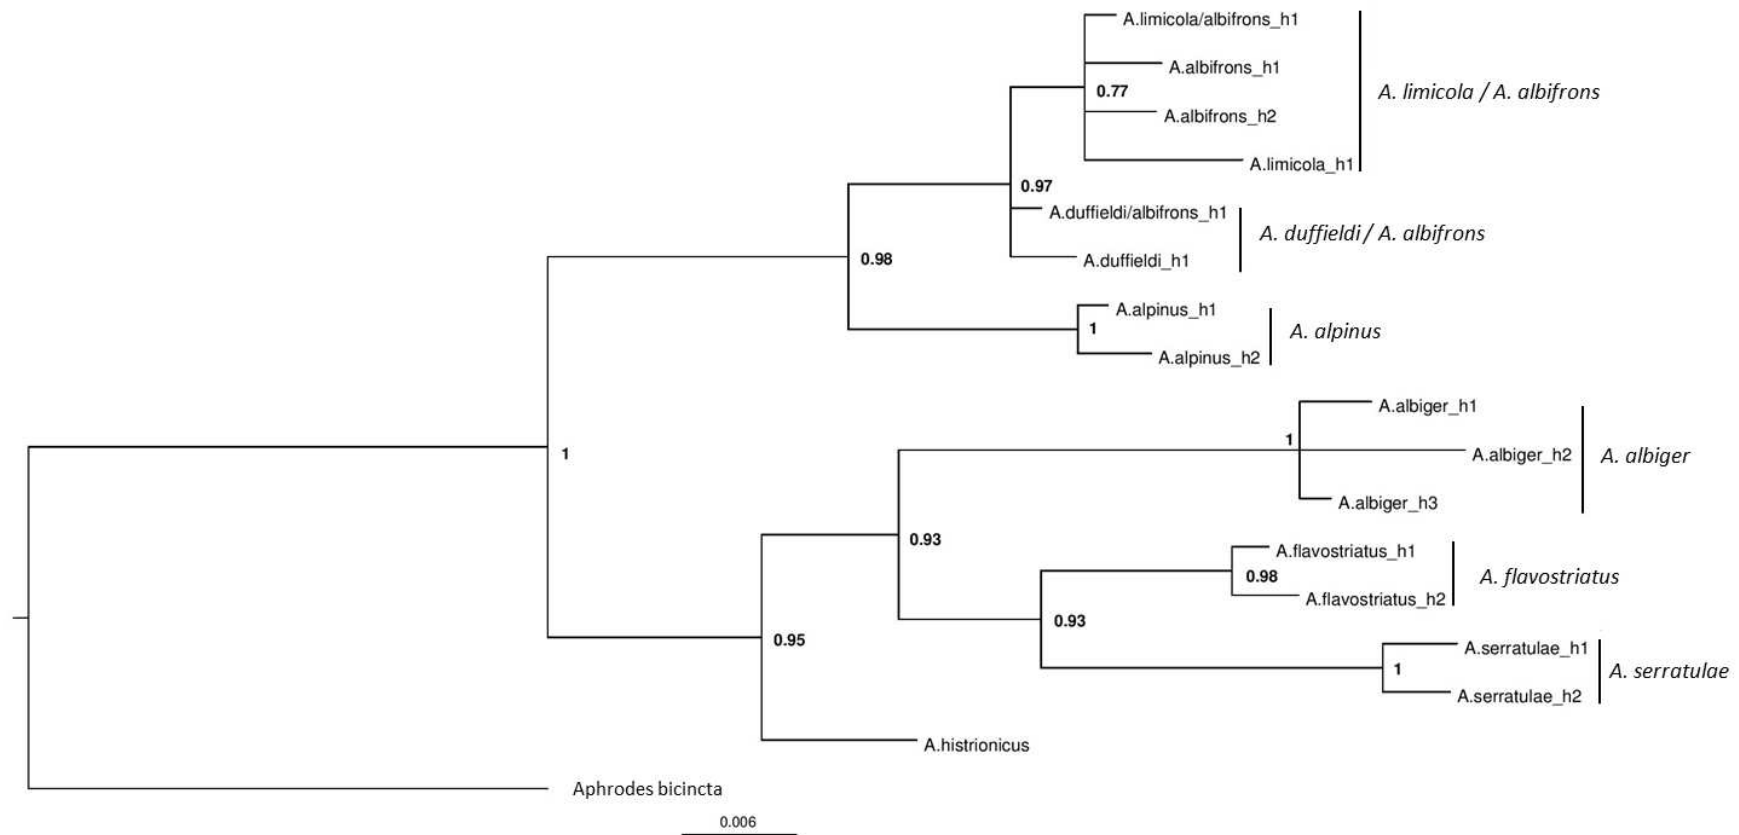 A.limicola/albifrons_h1
A.albifrons_h1
0.77
A. limicola / A. albifrons
A.albifrons_h2
A.limicola_h1
0.97
A.duffieldi/albifrons_h1
A. duffieldi / A. albifrons
0.98
A.duffieldi_h1
A.alpinus_h1
1
A. alpinus
A.alpinus_h2
A.albiger_h1
1
1
A.albiger_h2
A. albiger
A.albiger_h3
0.93
A.flavostriatus_h1
0.98
A. flavostriatus
A.flavostriatus_h2
0.93
0.95
A.serratulae_h1
1
A. serratulae
A.serratulae_h2
A.histrionicus
Aphrodes bicincta
0.006